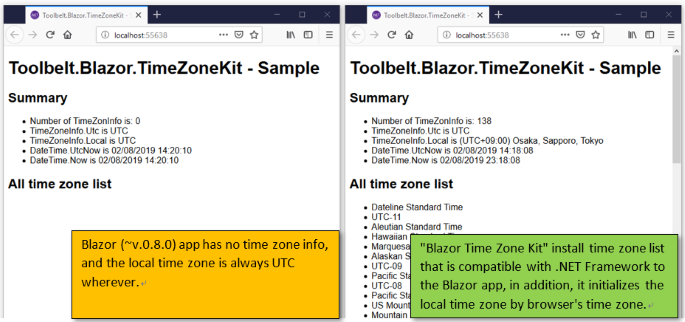 Toolbelt.Blazor.TimeZoneKit - S
localhost:55638
Toolbelt.Blazor.TimeZoneKit - Sample
Summary
Number of TimeZonInfo is: 0
TimeZoneInfo.Utc is UTC
TimeZoneInfo.Local is UTC
DateTime.UtcNow is 02/08/2019 14:20:10
DateTime.Now is 02/08/2019 14:20:10
All time zone list
Blazor (~v.0.8.0) app has no time zone info,
and the local time zone is always UTC
wherever.
Toolbelt.Blazor.TimeZoneKit - S
localhost:55638
Toolbelt.Blazor.TimeZoneKit - Sample
Summary
Number of TimeZonInfo is: 138
TimeZoneInfo.Utc is UTC
TimeZoneInfo.Local is (UTC+09:00) Osaka, Sapporo, Tokyo
DateTime.UtcNow is 02/08/2019 14:18:08
DateTime.Now is 02/08/2019 23:18:08
All time zone list
Dateline Standard Time
UTC-11
Aleutian Standard Time
Hawaiian Standard Time
Marquesa
Alaskan S
UTC-09
Pacific Sta
UTC-08
Pacific Sta
US Mount
Mountain
"Blazor Time Zone Kit" install time zone list
that is compatible with .NET Framework to
the Blazor app, in addition, it initializes the
local time zone by browser's time zone.